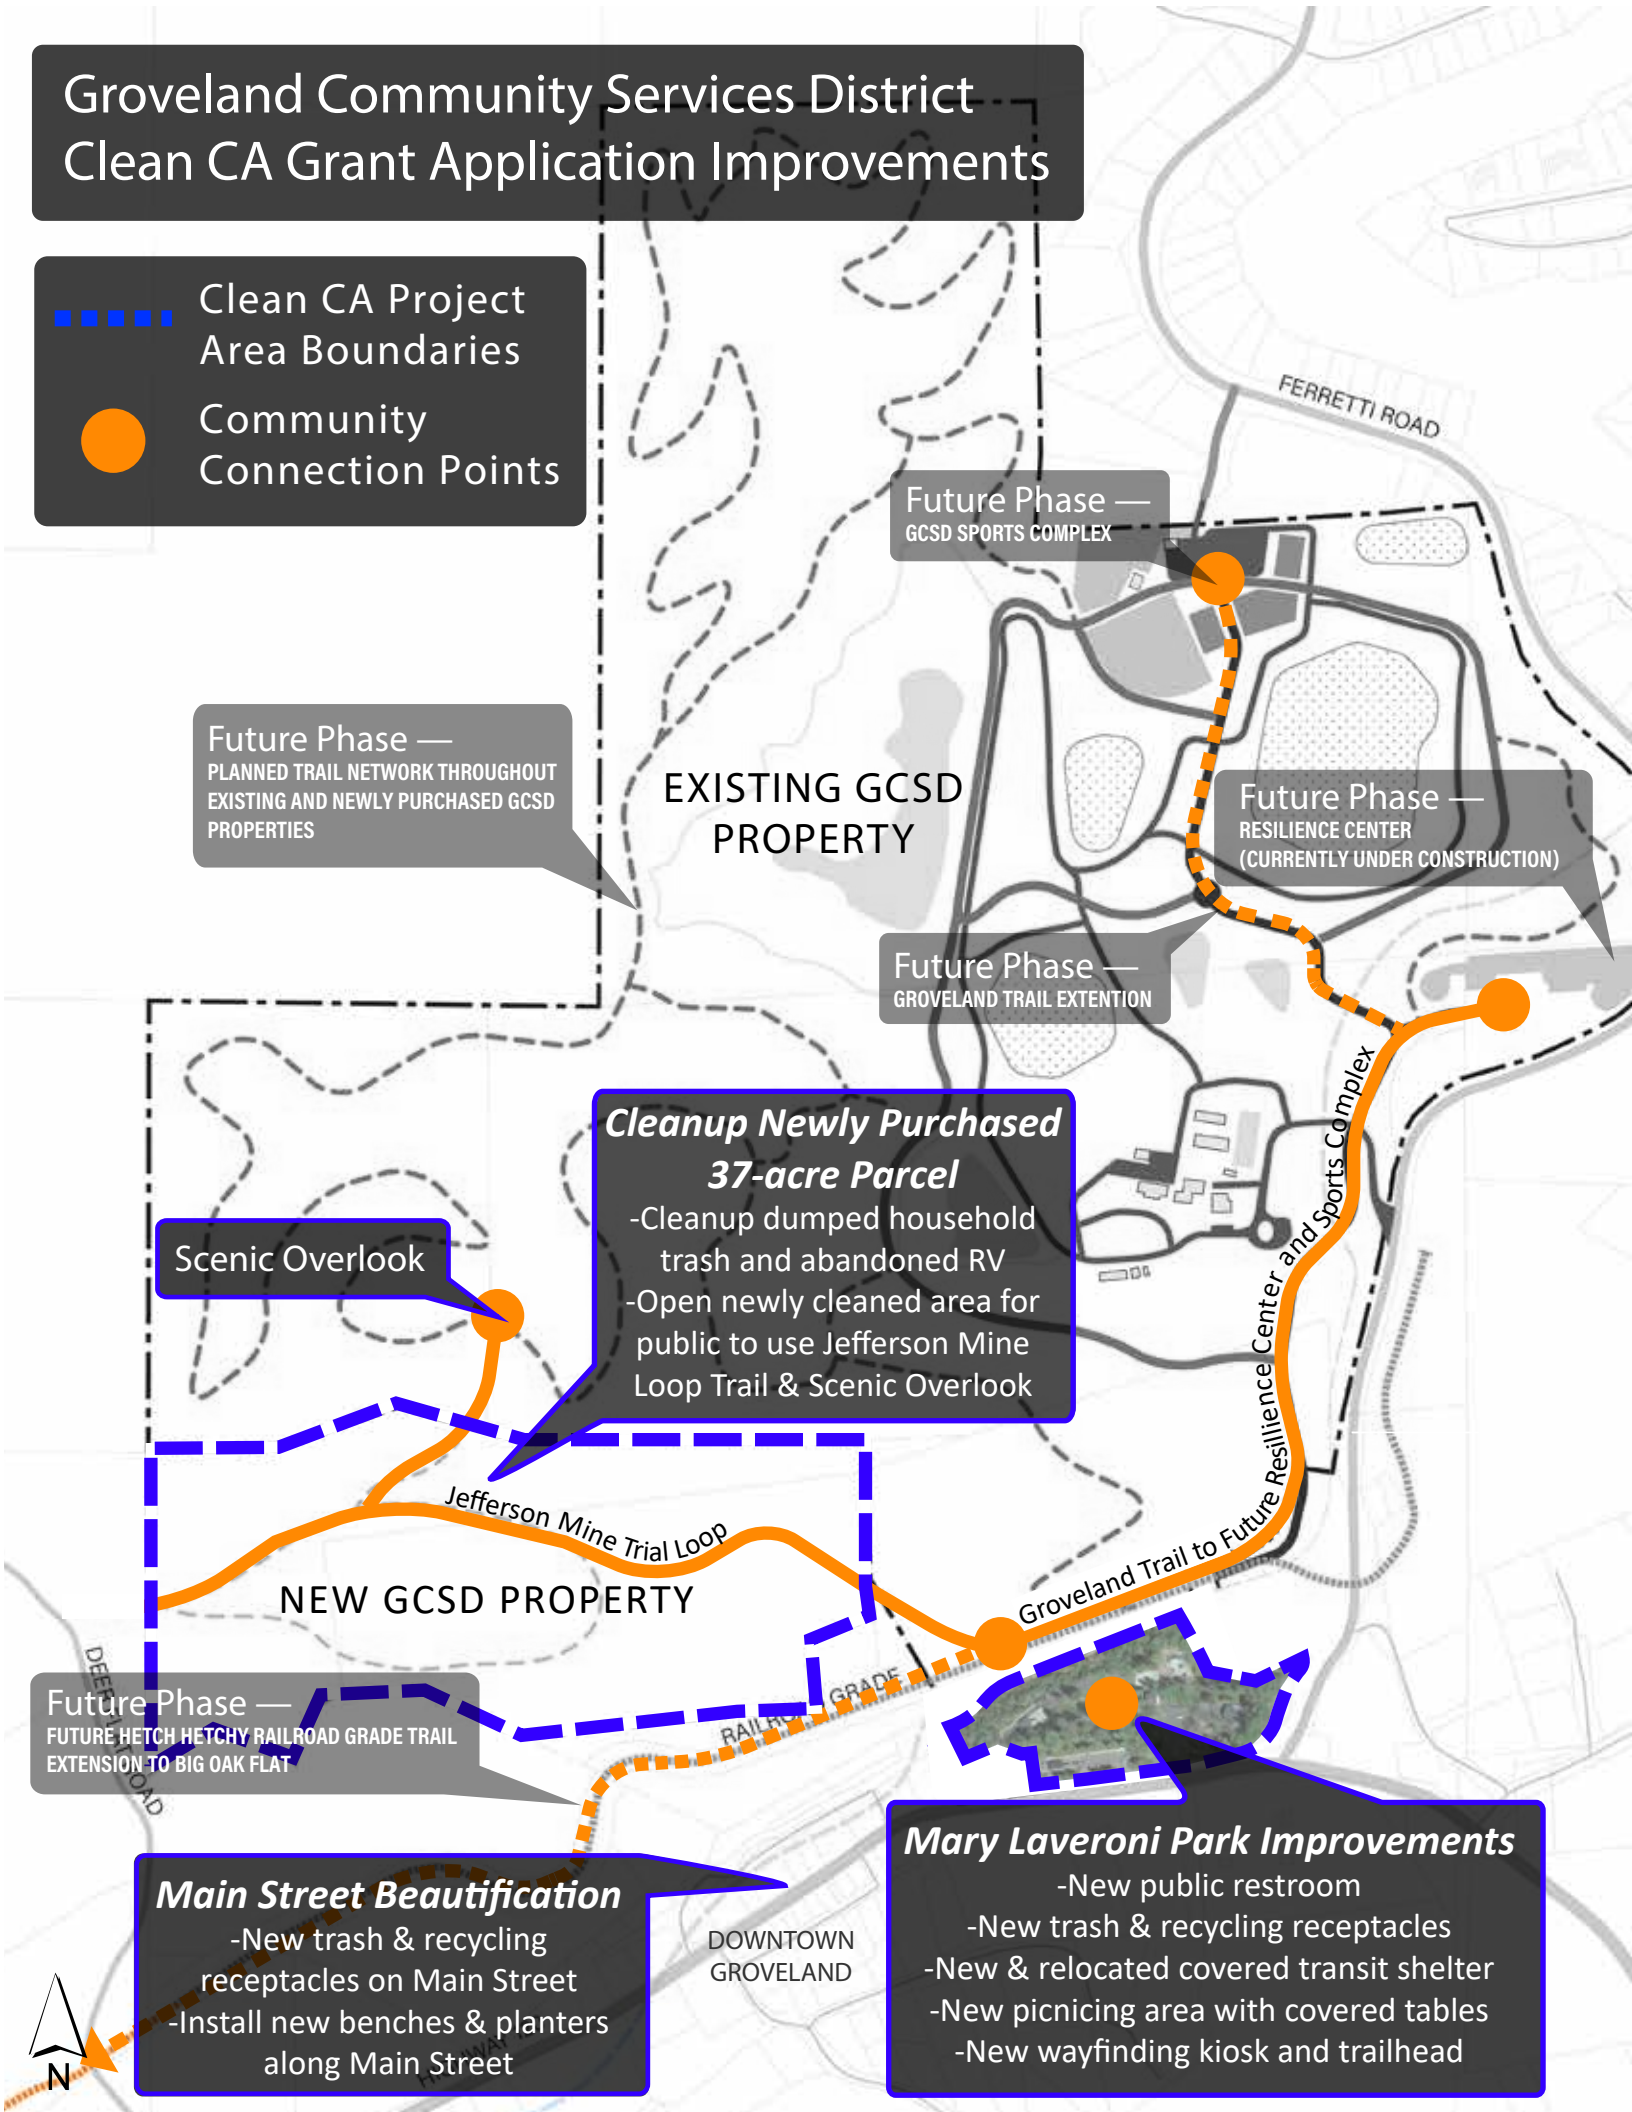 Groveland Community Services District
Clean CA Grant Application Improvements
Clean CA Project
Area Boundaries
Community
Connection Points
FERRETTI ROAD
Future Phase —
GCSD SPORTS COMPLEX
Future Phase —
PLANNED TRAIL NETWORK THROUGHOUT
EXISTING AND NEWLY PURCHASED GCSD
PROPERTIES
EXISTING GCSD
PROPERTY
Future Phase —
RESILIENCE CENTER
(CURRENTLY UNDER CONSTRUCTION)
Future Phase —
GROVELAND TRAIL EXTENTION
Cleanup Newly Purchased
37-acre Parcel
-Cleanup dumped household
trash and abandoned RV
-Open newly cleaned area for
public to use Jefferson Mine
Loop Trail & Scenic Overlook
Scenic Overlook
Jefferson Mine Trial Loop
Groveland Trail to Future Resillience Center and Sports Complex
NEW GCSD PROPERTY
DEER FLAT ROAD
RAILROAD GRADE
Future Phase —
FUTURE HETCH HETCHY RAILROAD GRADE TRAIL
EXTENSION TO BIG OAK FLAT
Main Street Beautification
-New trash & recycling
receptacles on Main Street
-Install new benches & planters
along Main Street
DOWNTOWN
GROVELAND
Mary Laveroni Park Improvements
-New public restroom
-New trash & recycling receptacles
-New & relocated covered transit shelter
-New picnicing area with covered tables
-New wayfinding kiosk and trailhead
HIGHWAY
N